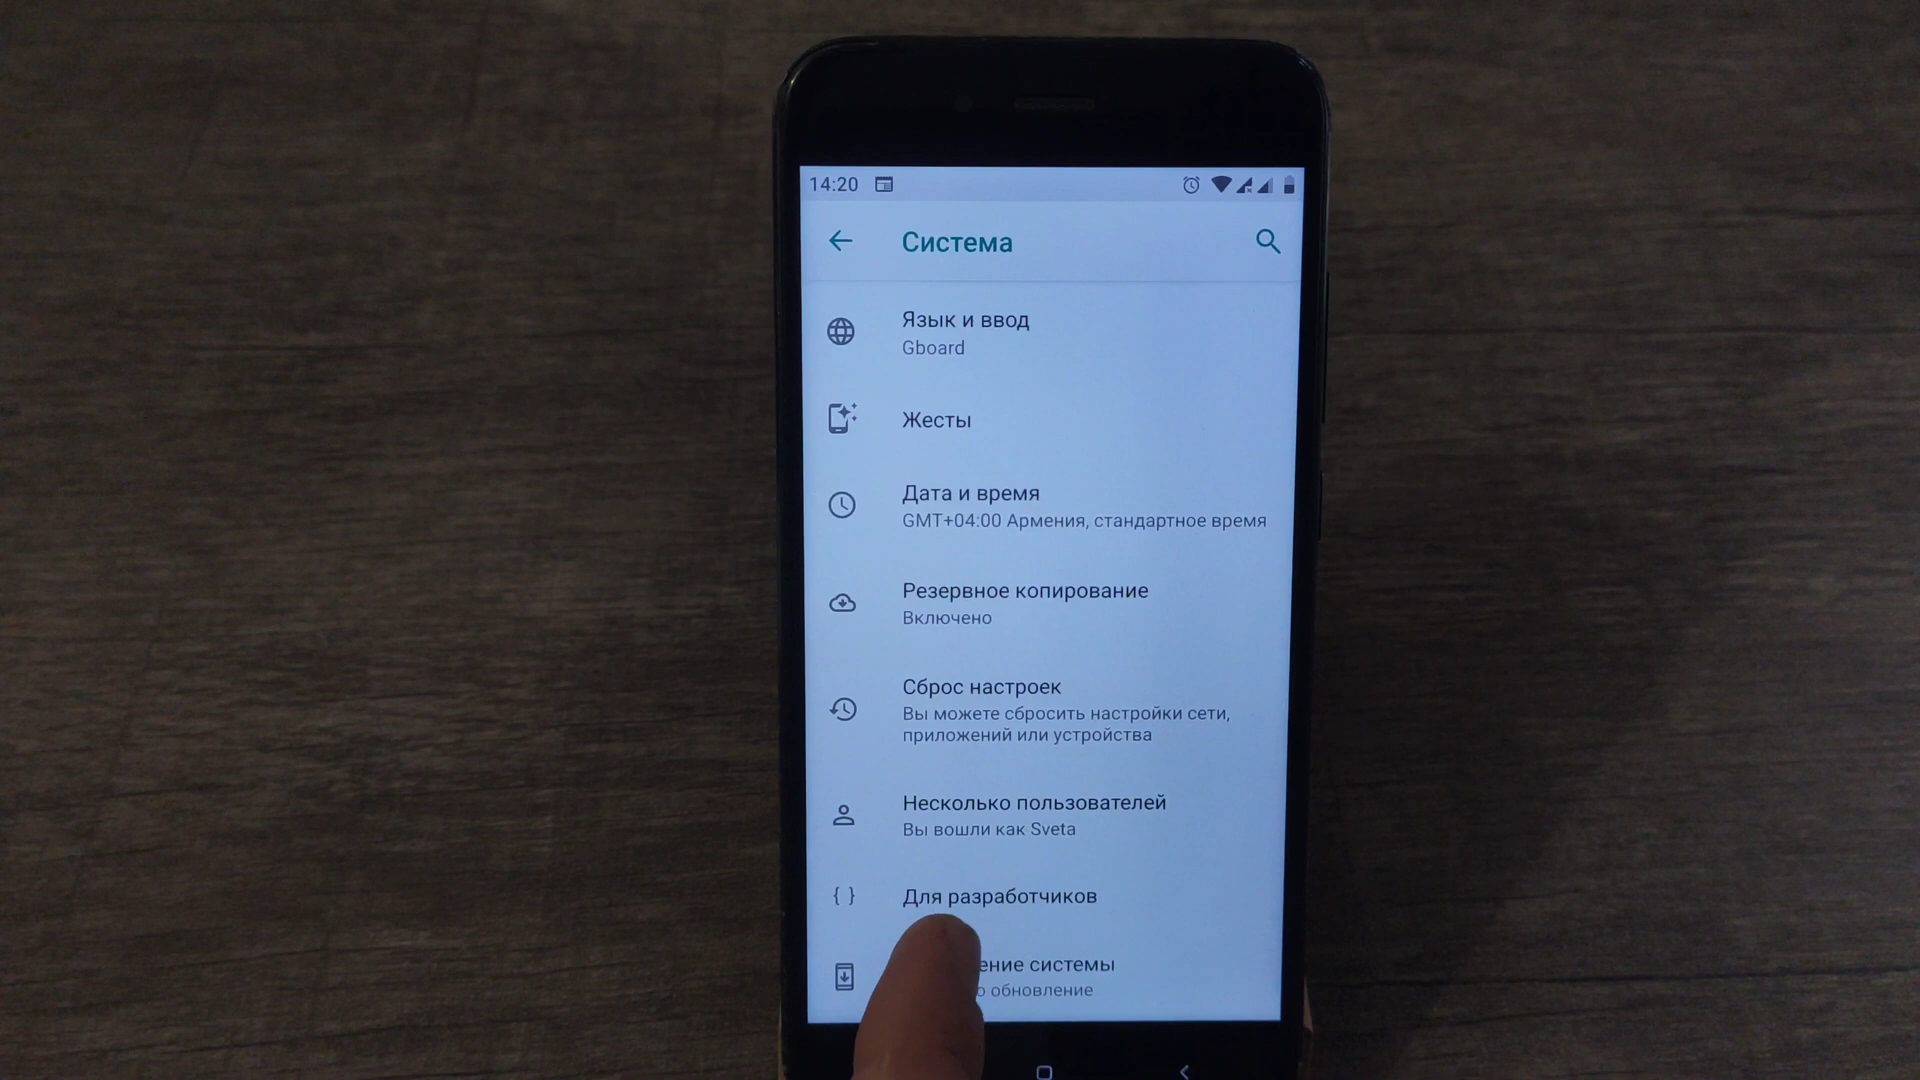 14:20
Система
Язык и ввод
Gboard
Жесты
Дата и время
GMT+04:00 Армения, стандартное время
Резервное копирование
Включено
Сброс настроек
Вы можете сбросить настройки сети,
приложений или устройства
Несколько пользователей
Вы вошли как Sveta
{ } Для разработчиков
системы
обновление